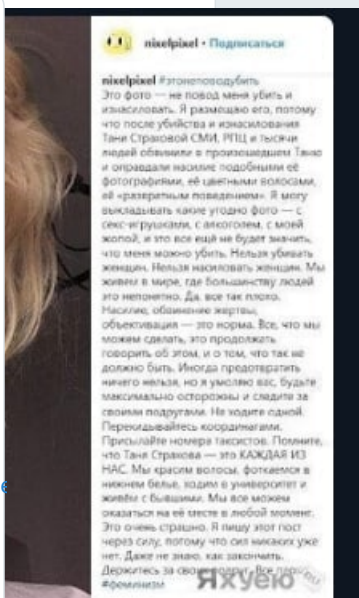 nixelpixel • Подписаться
nixelpixel #этонеповодубить
Это фото — не повод меня убить и
изнасиловать. Я размещаю его, потому
что после убийства и изнасилования
Тани Страховой СМИ, РПЦ и тысячи
людей обвинили в произошедшем Таню
и оправдали насилие подобными её
фотографиями, её цветными волосами,
её «развратным поведением». Я могу
выкладывать какие угодно фото — с
секс-игрушками, с алкоголем, с моей
жопой, и это все ещё не будет значить,
что меня можно убить. Нельзя убивать
женщин. Нельзя насиловать женщин. Мы
живем в мире, где большинству людей
это непонятно. Да, все так плохо.
Насилие, обвинение жертвы,
объективация — это норма. Все, что мы
можем сделать, это продолжать
говорить об этом, и о том, что так не
должно быть. Иногда предотвратить
ничего нельзя, но я умоляю вас, будьте
максимально осторожны и следите за
своими подругами. Не ходите одной.
Перекидывайтесь координатами.
Присылайте номера таксистов. Помните,
что Таня Страхова — это КАЖДАЯ ИЗ
НАС. Мы красим волосы, фоткаемся в
нижнем белье, ходим в университет и
живём с бывшими. Мы все можем
оказаться на её месте в любой момент.
Это очень страшно. Я пишу этот пост
через силу, потому что сил никаких уже
нет. Даже не знаю, как закончить.
Держитесь за своих подруг. Все
#феминизм
яхуею
е